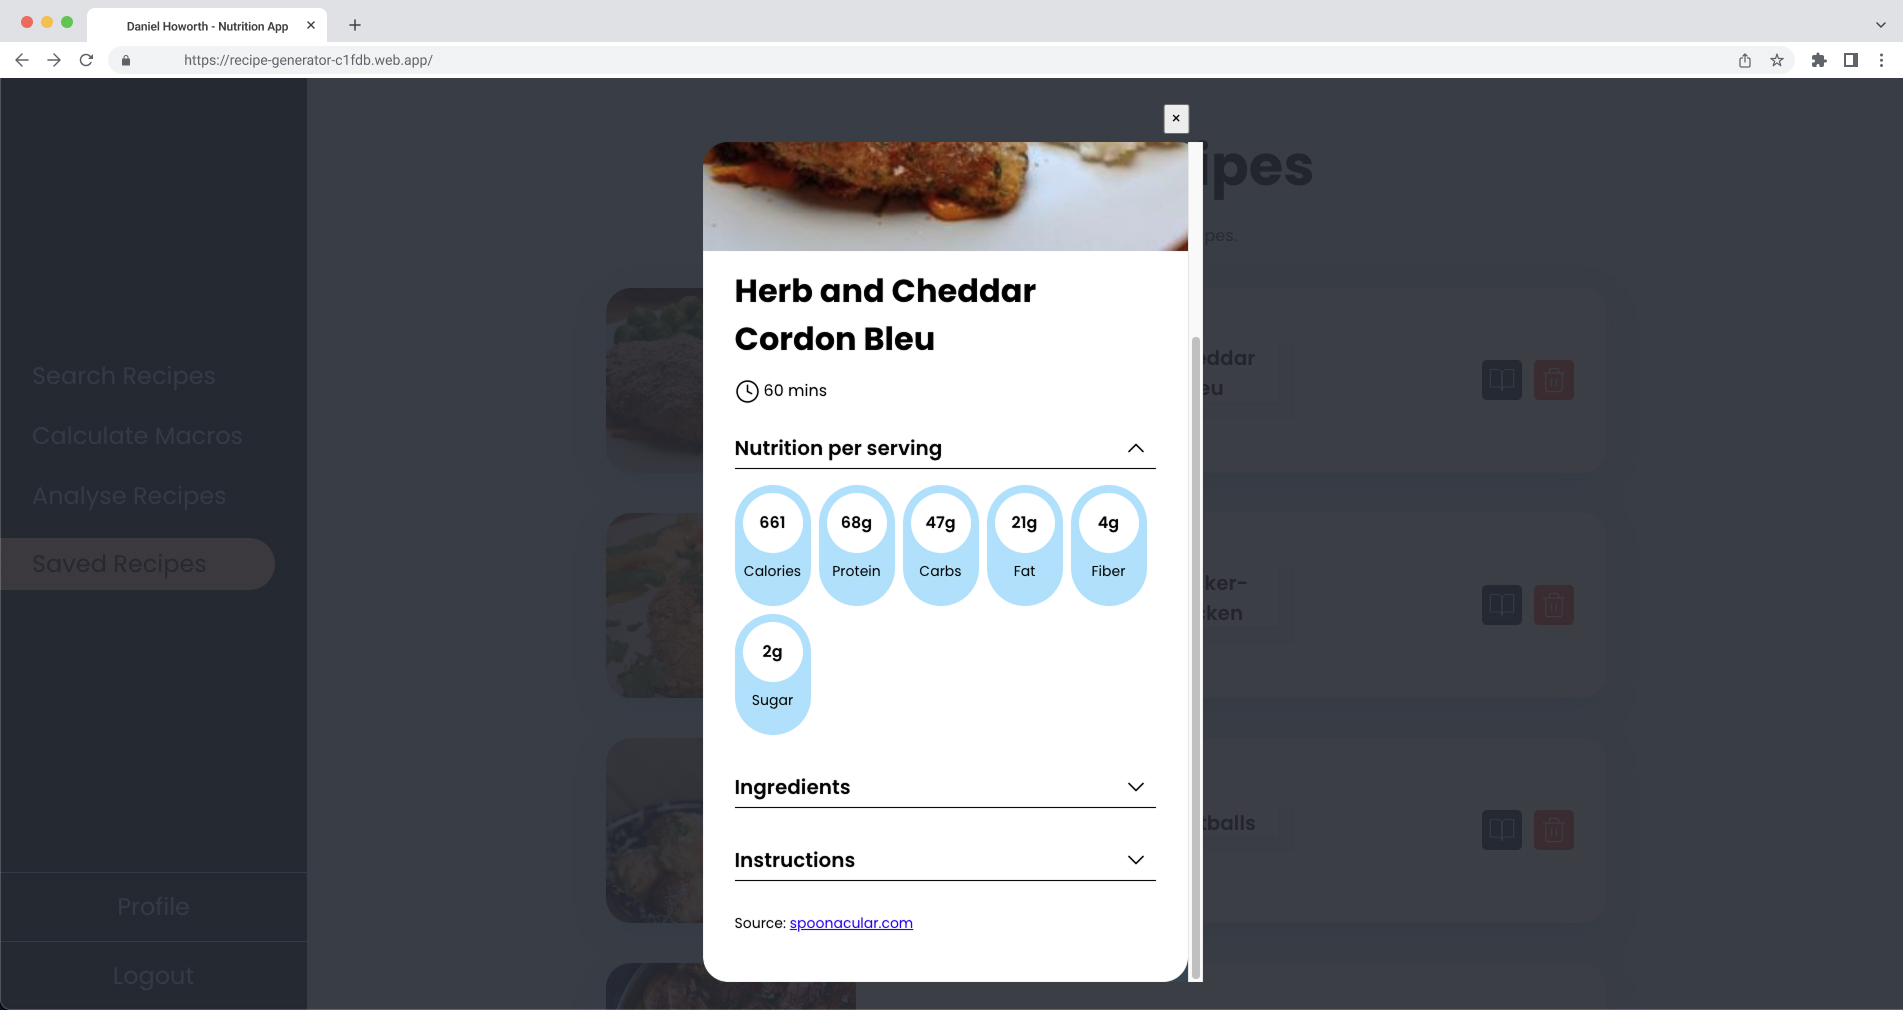 Daniel Howorth - Nutrition App
https://recipe-generator-c1fdb.web.app/
Search Recipes
Calculate Macros
Analyse Recipes
Saved Recipes
Profile
Logout
ipes
pes.
eddar
eu
ker-
ken
tballs
Herb and Cheddar
Cordon Bleu
60 mins
Nutrition per serving
661 68g 47g 21g 4g
Calories Protein Carbs Fat Fiber
2g
Sugar
Ingredients
Instructions
Source: spoonacular.com